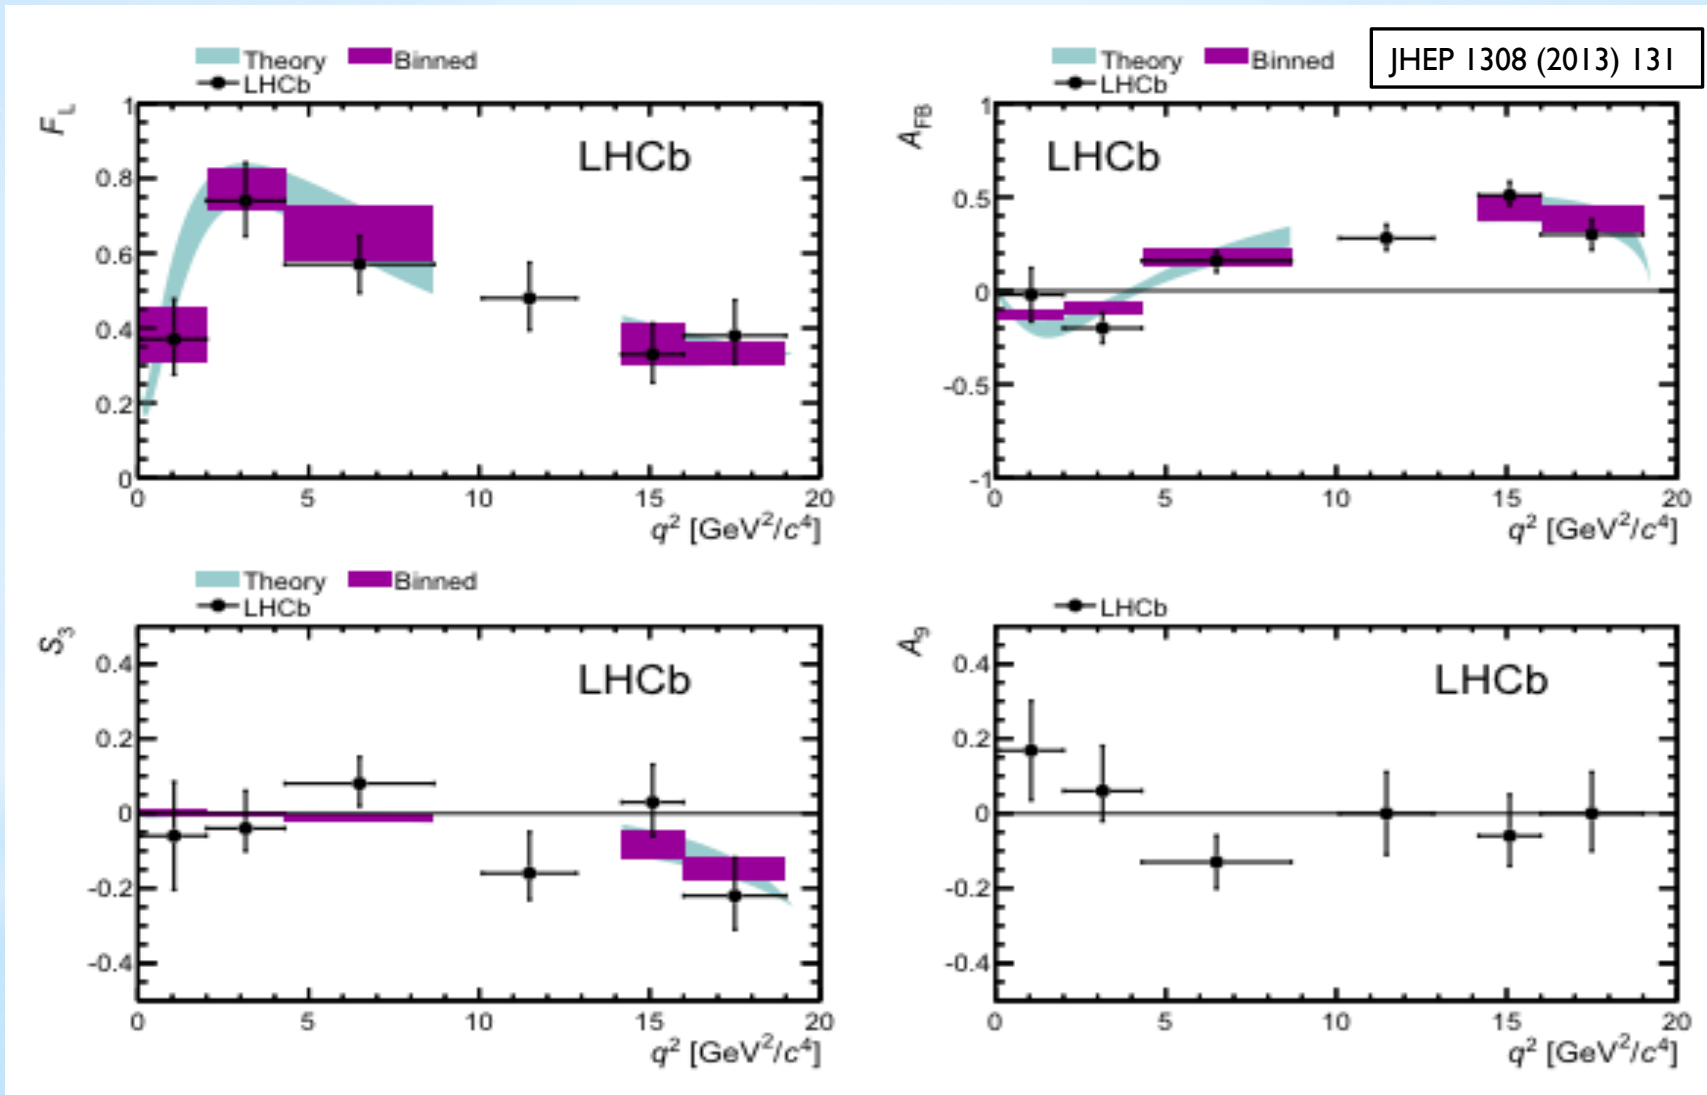 JHEP 1308 (2013) 131
Theory Binned
LHCb
F_L
LHCb
1
0.8
0.6
0.4
0.2
0
0 5 10 15 20
q² [GeV²/c⁴]
Theory Binned
LHCb
A_FB
LHCb
1
0.5
0
-0.5
-1
0 5 10 15 20
q² [GeV²/c⁴]
Theory Binned
LHCb
S_3
LHCb
0.4
0.2
0
-0.2
-0.4
0 5 10 15 20
q² [GeV²/c⁴]
LHCb
A_9
LHCb
0.4
0.2
0
-0.2
-0.4
0 5 10 15 20
q² [GeV²/c⁴]